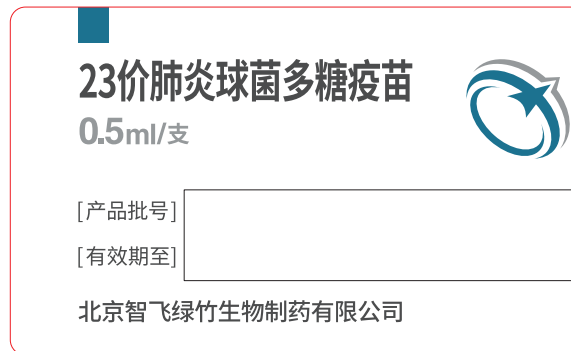 23价肺炎球菌多糖疫苗
0.5ml/支
[产品批号]
[有效期至]
北京智飞绿竹生物制药有限公司